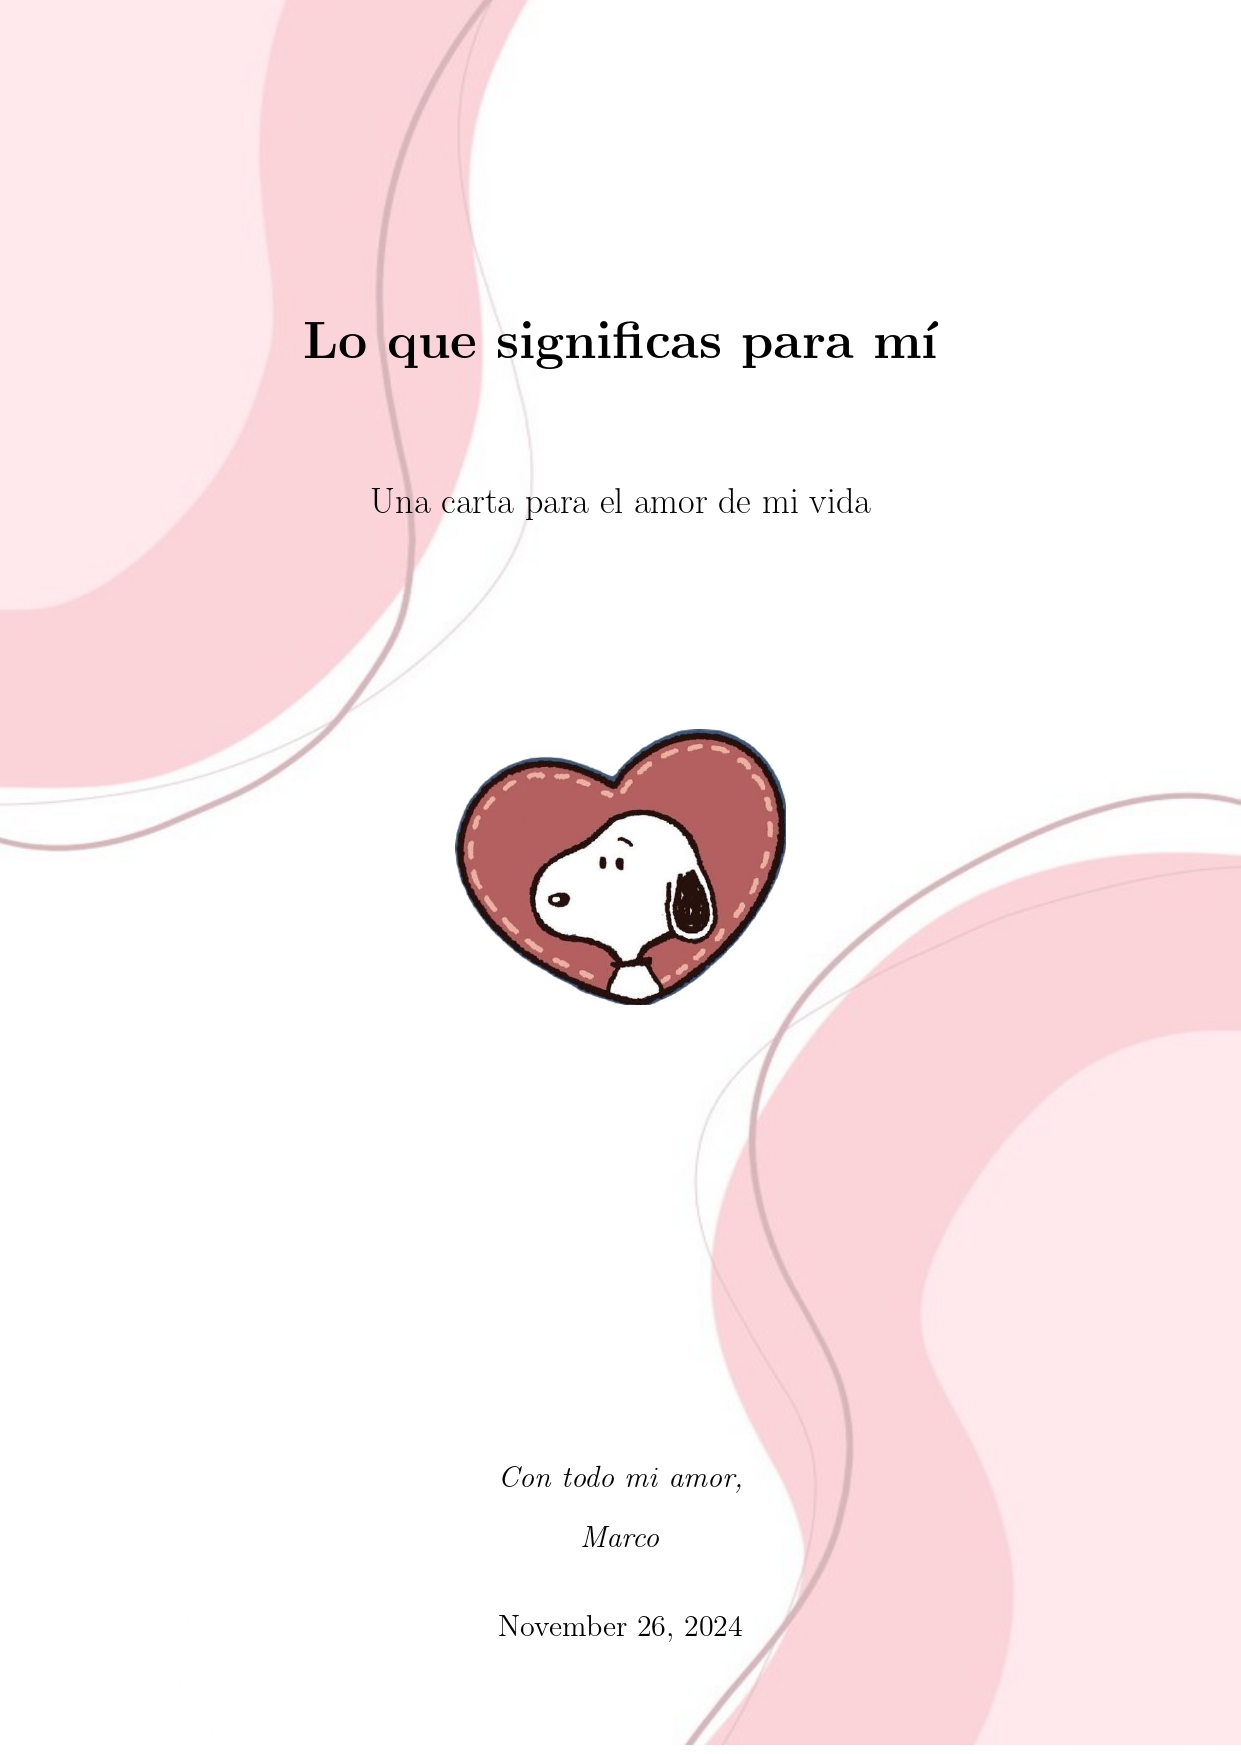 Lo que significas para mí
Una carta para el amor de mi vida
Con todo mi amor,
Marco
November 26, 2024